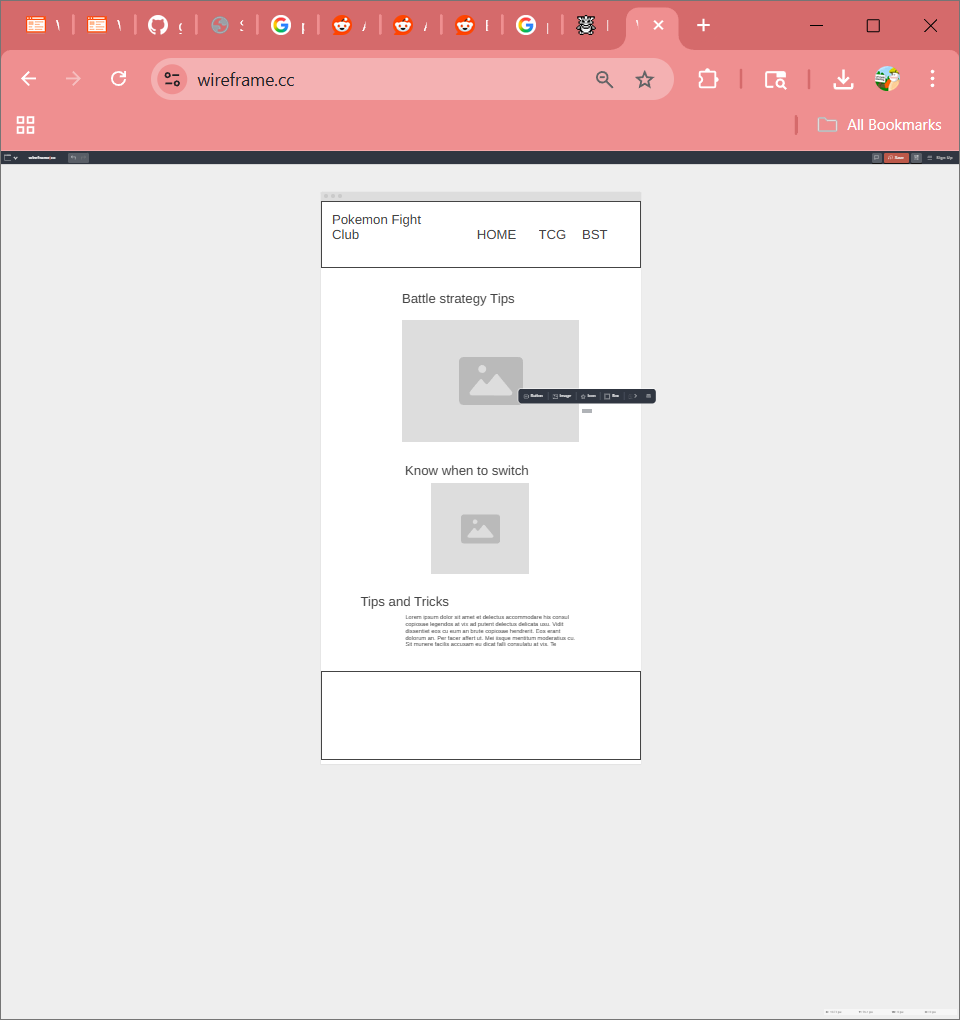 wireframe.cc
All Bookmarks
wireframe.cc
Save
Sign Up
Pokemon Fight
Club
HOME TCG BST
Battle strategy Tips
Button Image Icon Box
Know when to switch
Tips and Tricks
Lorem ipsum dolor sit amet et delectus accommodare his consul
copiosae legendos at vix ad putent delectus delicata usu. Vidit
dissentiet eos cu eum an brute copiosae hendrerit. Eos erant
dolorum an. Per facer affert ut. Mei iisque mentitum moderatius cu.
Sit munere facilis accusam eu dicat falli consulatu at vis. Te